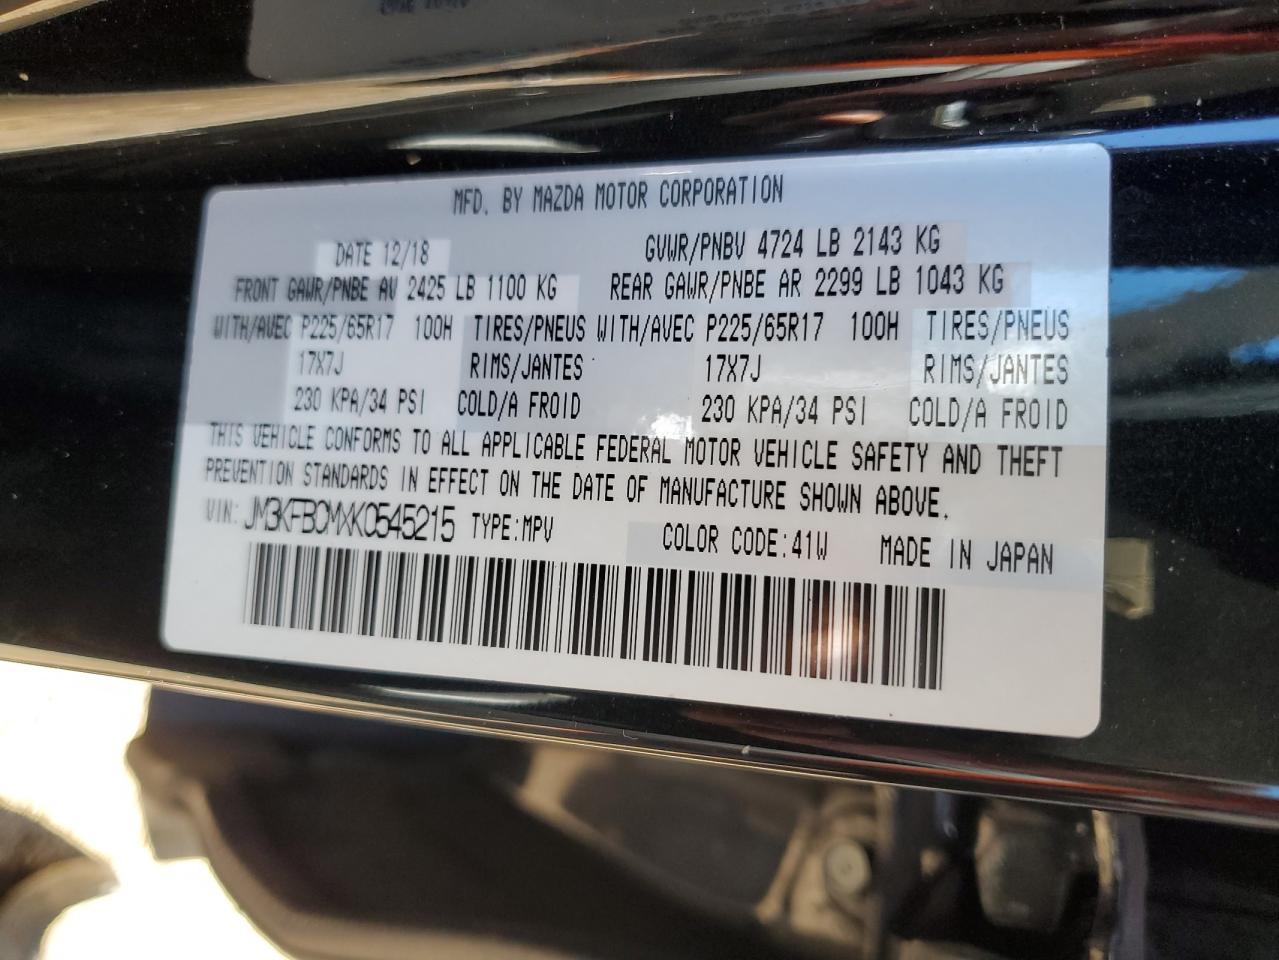 MFD. BY MAZDA MOTOR CORPORATION
DATE 12/18 GVWR/PNBV 4724 LB 2143 KG
FRONT GAWR/PNBE AV 2425 LB 1100 KG REAR GAWR/PNBE AR 2299 LB 1043 KG
WITH/AVEC P225/65R17 100H TIRES/PNEUS WITH/AVEC P225/65R17 100H TIRES/PNEUS
17X7J RIMS/JANTES 17X7J RIMS/JANTES
230 KPA/34 PSI COLD/A FROID 230 KPA/34 PSI COLD/A FROID
THIS VEHICLE CONFORMS TO ALL APPLICABLE FEDERAL MOTOR VEHICLE SAFETY AND THEFT
PREVENTION STANDARDS IN EFFECT ON THE DATE OF MANUFACTURE SHOWN ABOVE.
VIN: JM3KFBCMXK0545215 TYPE:MPV COLOR CODE:41W MADE IN JAPAN